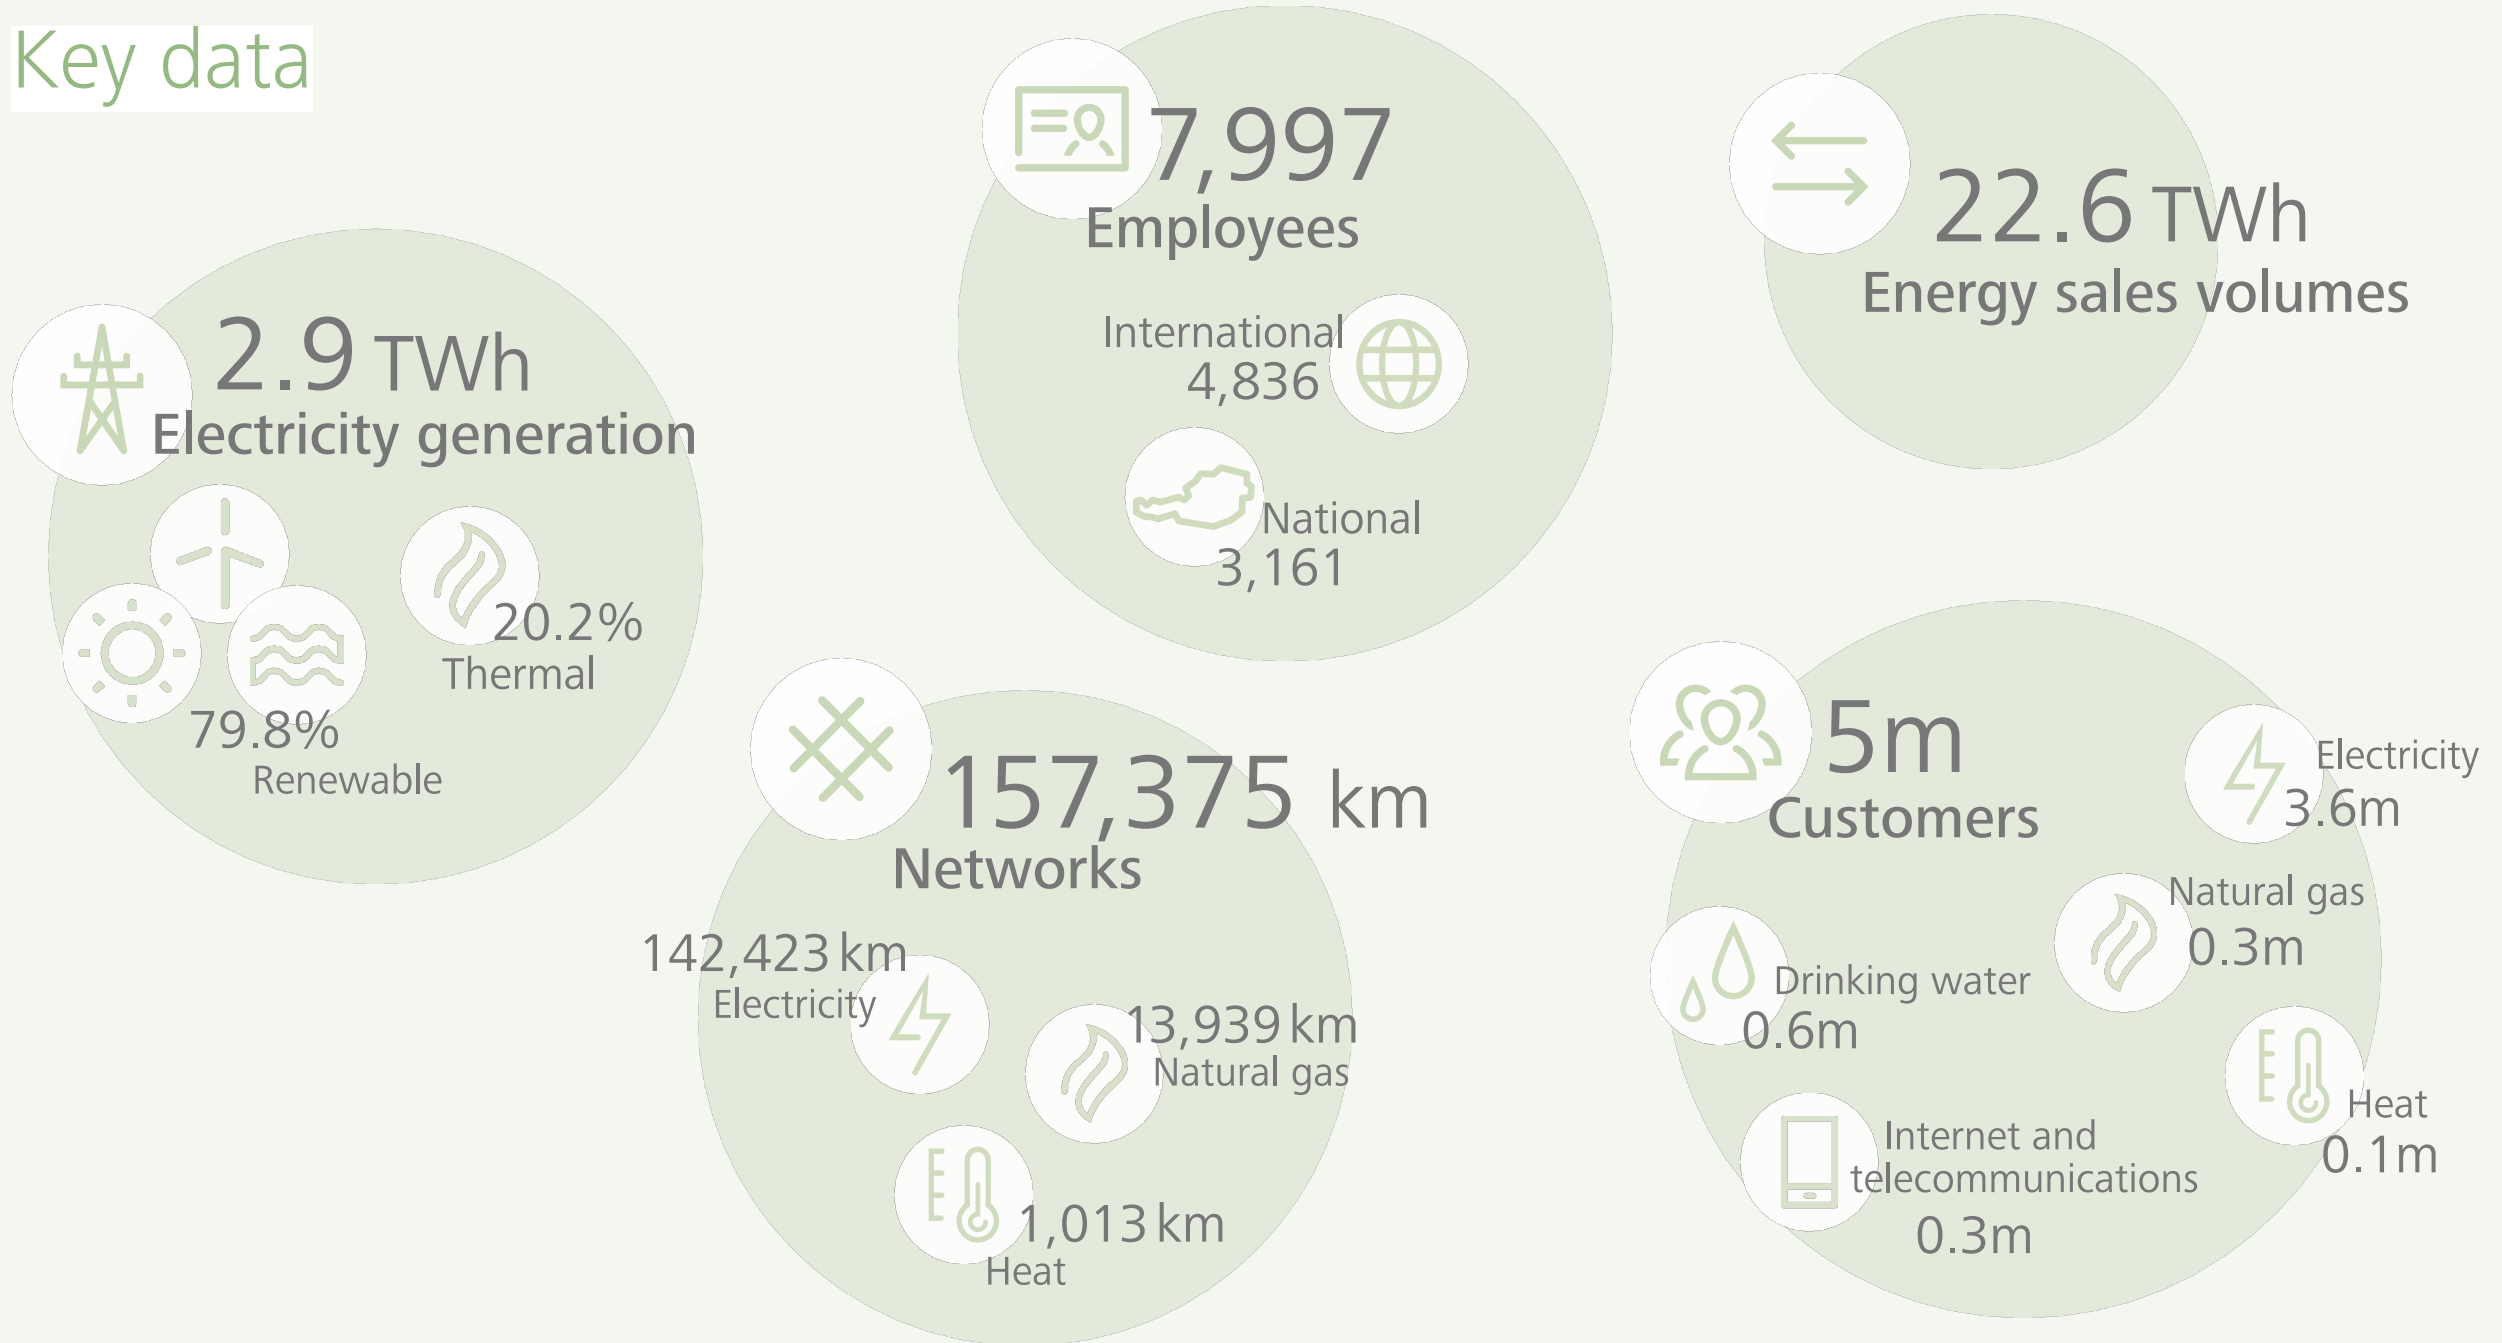 Key data
2.9 TWh
Electricity generation
20.2%
Thermal
79.8%
Renewable
7,997
Employees
International
4,836
National
3,161
22.6 TWh
Energy sales volumes
157,375 km
Networks
142,423 km
Electricity
13,939 km
Natural gas
1,013 km
Heat
5m
Customers
Electricity
3.6m
Natural gas
0.3m
Drinking water
0.6m
Heat
0.1m
Internet and
telecommunications
0.3m